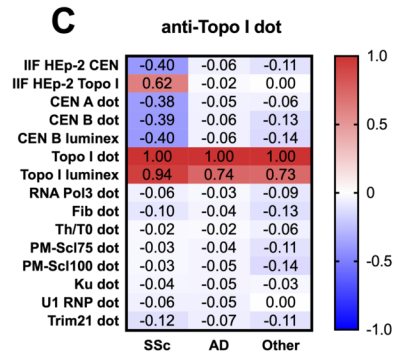 C
anti-Topo I dot
IIF HEp-2 CEN -0.40 -0.06 -0.11
IIF HEp-2 Topo I 0.62 -0.02 0.00
CEN A dot -0.38 -0.05 -0.06
CEN B dot -0.39 -0.06 -0.13
CEN B luminex -0.40 -0.06 -0.14
Topo I dot 1.00 1.00 1.00
Topo I luminex 0.94 0.74 0.73
RNA Pol3 dot -0.06 -0.03 -0.09
Fib dot -0.10 -0.04 -0.13
Th/T0 dot -0.02 -0.02 -0.06
PM-Scl75 dot -0.03 -0.04 -0.11
PM-Scl100 dot -0.03 -0.05 -0.14
Ku dot -0.04 -0.05 -0.03
U1 RNP dot -0.06 -0.05 0.00
Trim21 dot -0.12 -0.07 -0.11
SSc AD Other
1.0
0.5
0
-0.5
-1.0